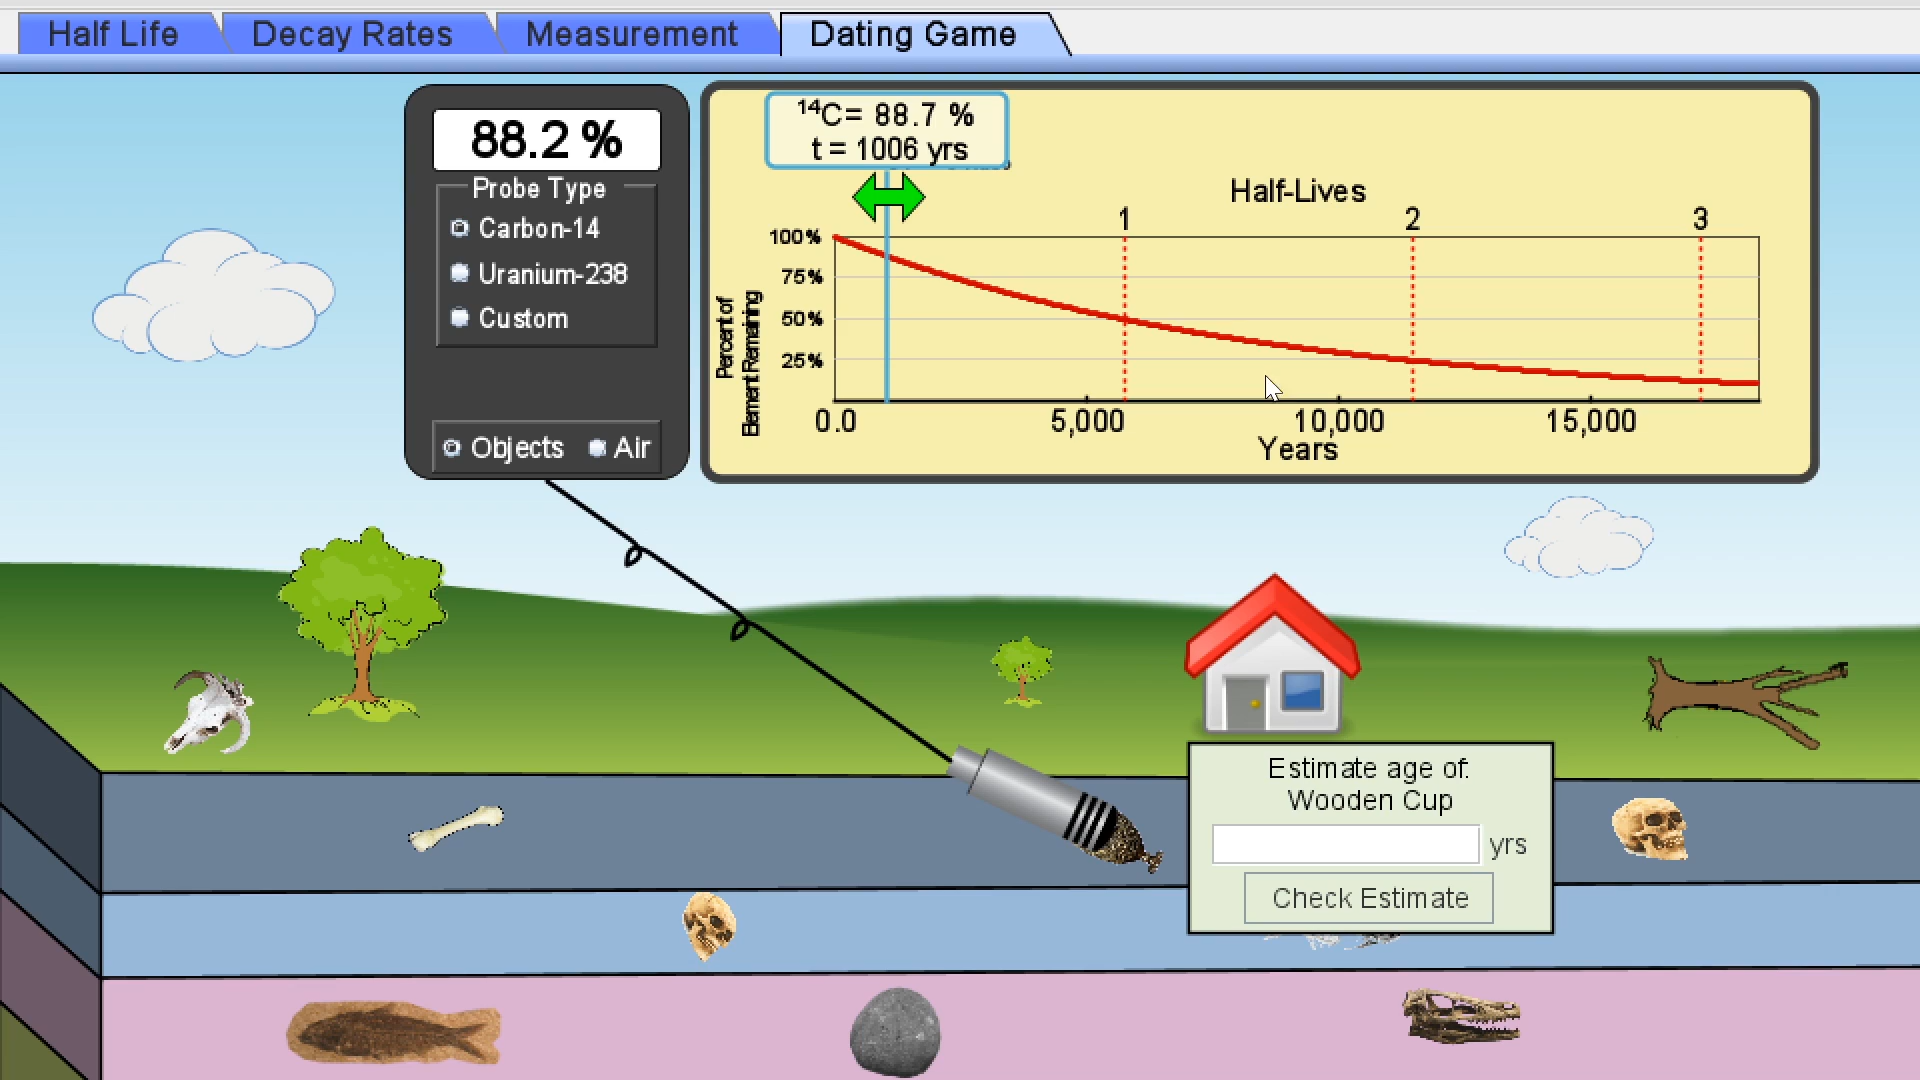 Half Life
Decay Rates
Measurement
Dating Game
88.2 %
Probe Type
Carbon-14
Uranium-238
Custom
Objects
Air
¹⁴C= 88.7 %
t = 1006 yrs
Half-Lives
1
2
3
100%
75%
50%
25%
Percent of
Element Remaining
0.0
5,000
10,000
15,000
Years
Estimate age of:
Wooden Cup
yrs
Check Estimate